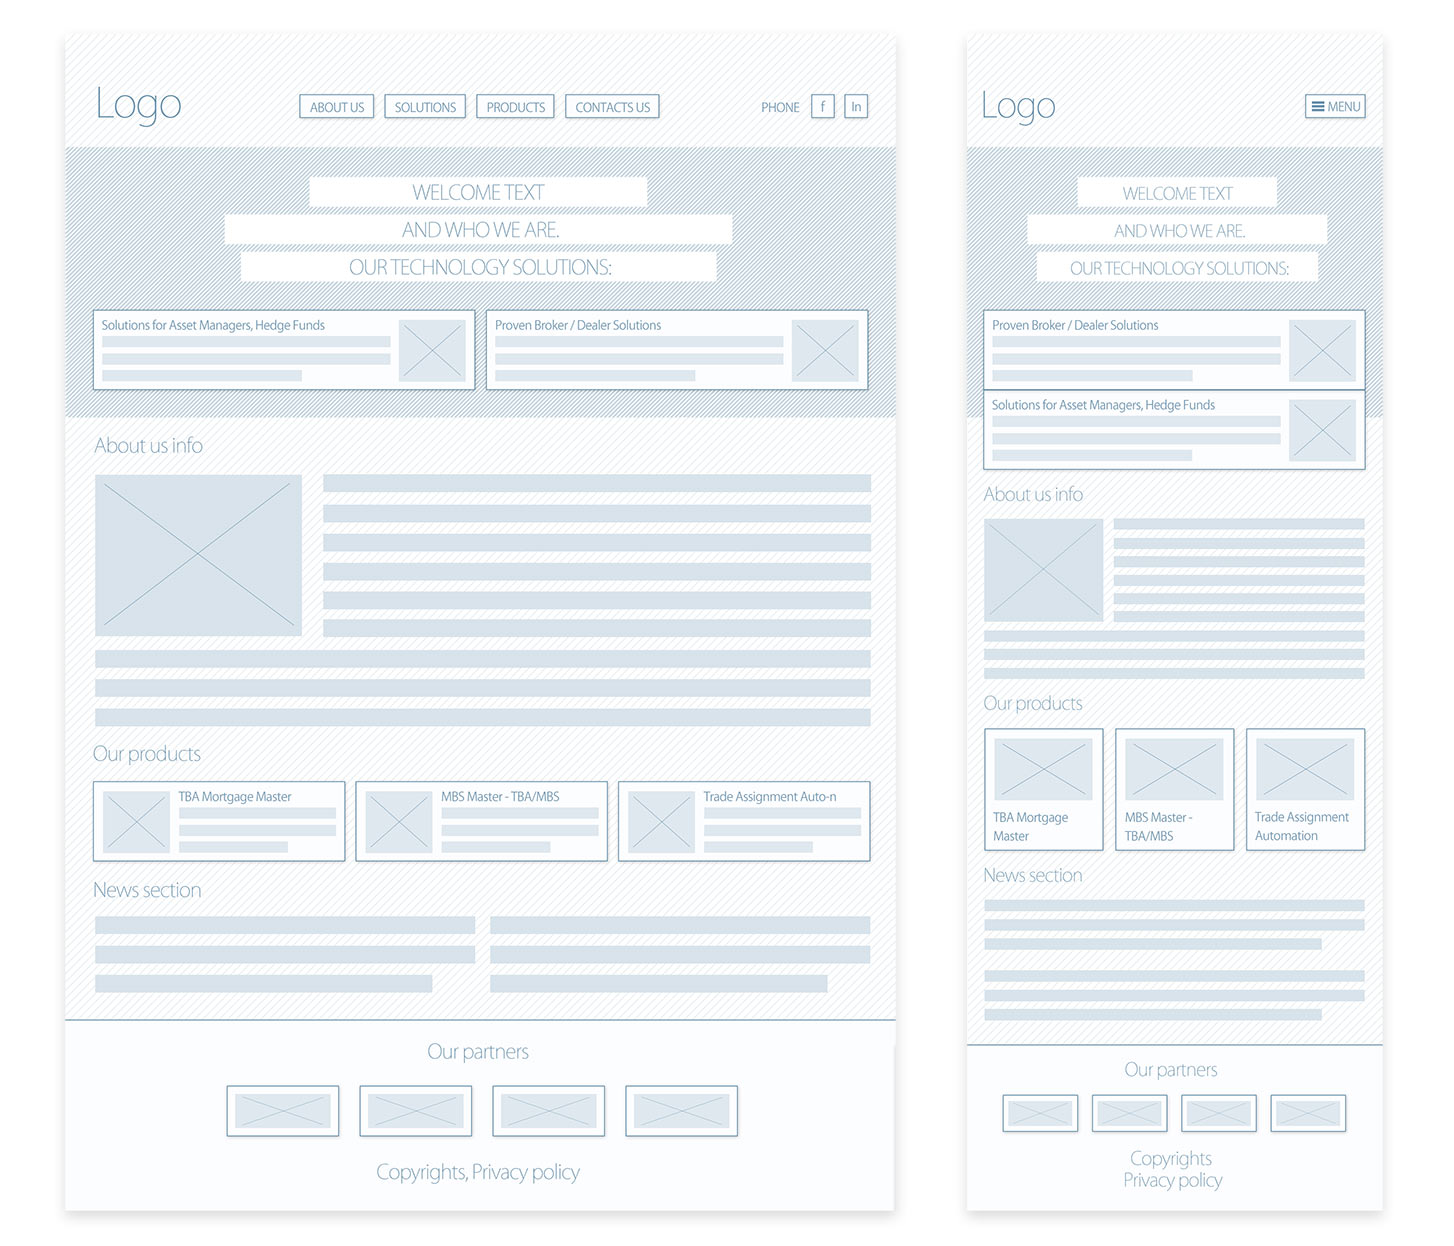 Logo
ABOUT US
SOLUTIONS
PRODUCTS
CONTACTS US
PHONE
f
In
WELCOME TEXT
AND WHO WE ARE.
OUR TECHNOLOGY SOLUTIONS:
Solutions for Asset Managers, Hedge Funds
Proven Broker / Dealer Solutions
About us info
Our products
TBA Mortgage Master
MBS Master - TBA/MBS
Trade Assignment Auto-n
News section
Our partners
Copyrights, Privacy policy
Logo
MENU
WELCOME TEXT
AND WHO WE ARE.
OUR TECHNOLOGY SOLUTIONS:
Proven Broker / Dealer Solutions
Solutions for Asset Managers, Hedge Funds
About us info
Our products
TBA Mortgage
Master
MBS Master -
TBA/MBS
Trade Assignment
Automation
News section
Our partners
Copyrights
Privacy policy